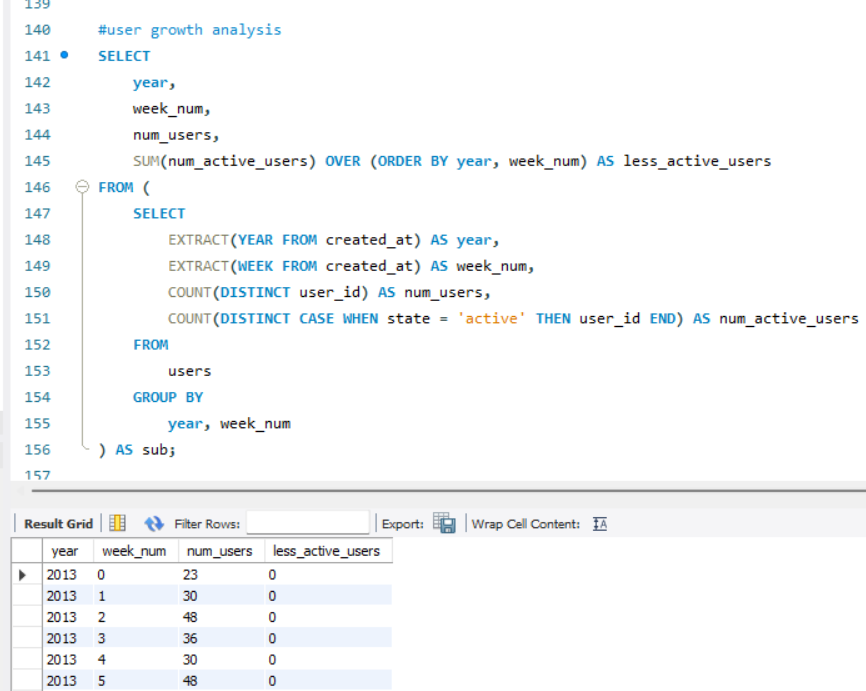 139
140 #user growth analysis
141 SELECT
142 year,
143 week_num,
144 num_users,
145 SUM(num_active_users) OVER (ORDER BY year, week_num) AS less_active_users
146 FROM (
147 SELECT
148 EXTRACT(YEAR FROM created_at) AS year,
149 EXTRACT(WEEK FROM created_at) AS week_num,
150 COUNT(DISTINCT user_id) AS num_users,
151 COUNT(DISTINCT CASE WHEN state = 'active' THEN user_id END) AS num_active_users
152 FROM
153 users
154 GROUP BY
155 year, week_num
156 ) AS sub;
157
Result Grid Filter Rows: Export: Wrap Cell Content:
year week_num num_users less_active_users
2013 0 23 0
2013 1 30 0
2013 2 48 0
2013 3 36 0
2013 4 30 0
2013 5 48 0